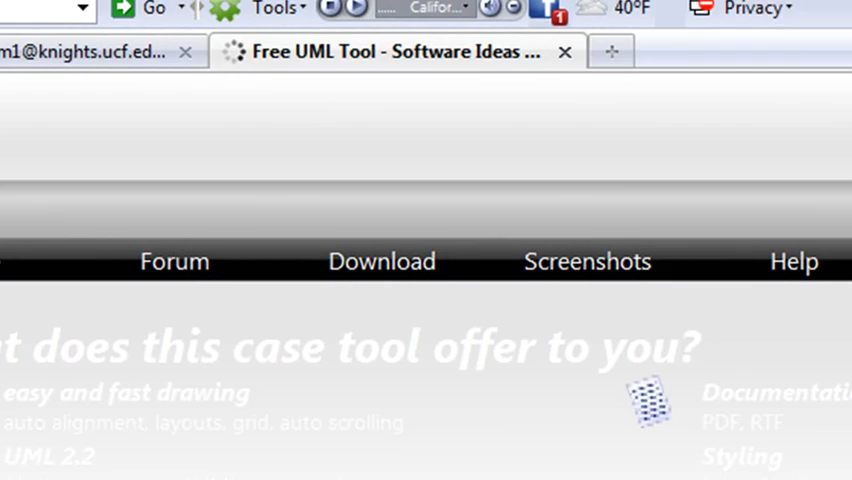 Go Tools ...... Califor... 1 40°F Privacy
m1@knights.ucf.ed... Free UML Tool - Software Ideas ...
Forum Download Screenshots Help
t does this case tool offer to you?
easy and fast drawing Documentati
auto alignment, layouts, grid, auto scrolling PDF, RTF
UML 2.2 Styling